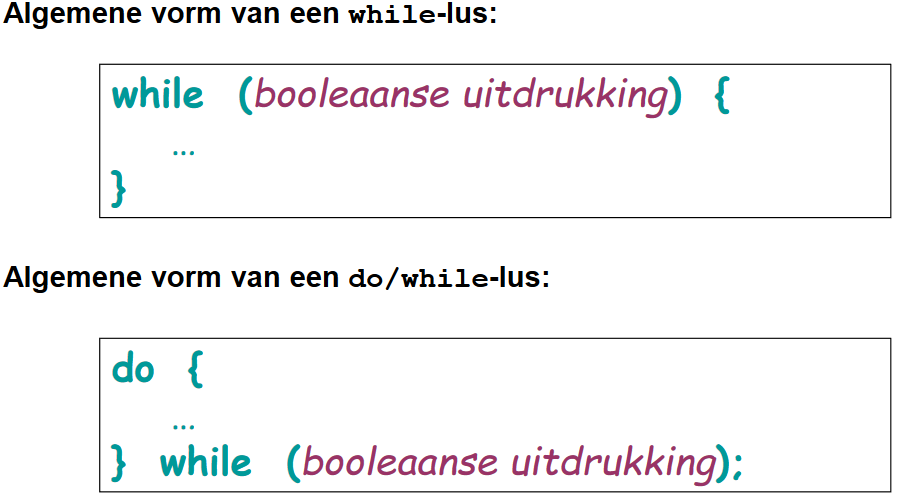 Algemene vorm van een while-lus:
while (booleaanse uitdrukking) {
...
}
Algemene vorm van een do/while-lus:
do {
...
} while (booleaanse uitdrukking);